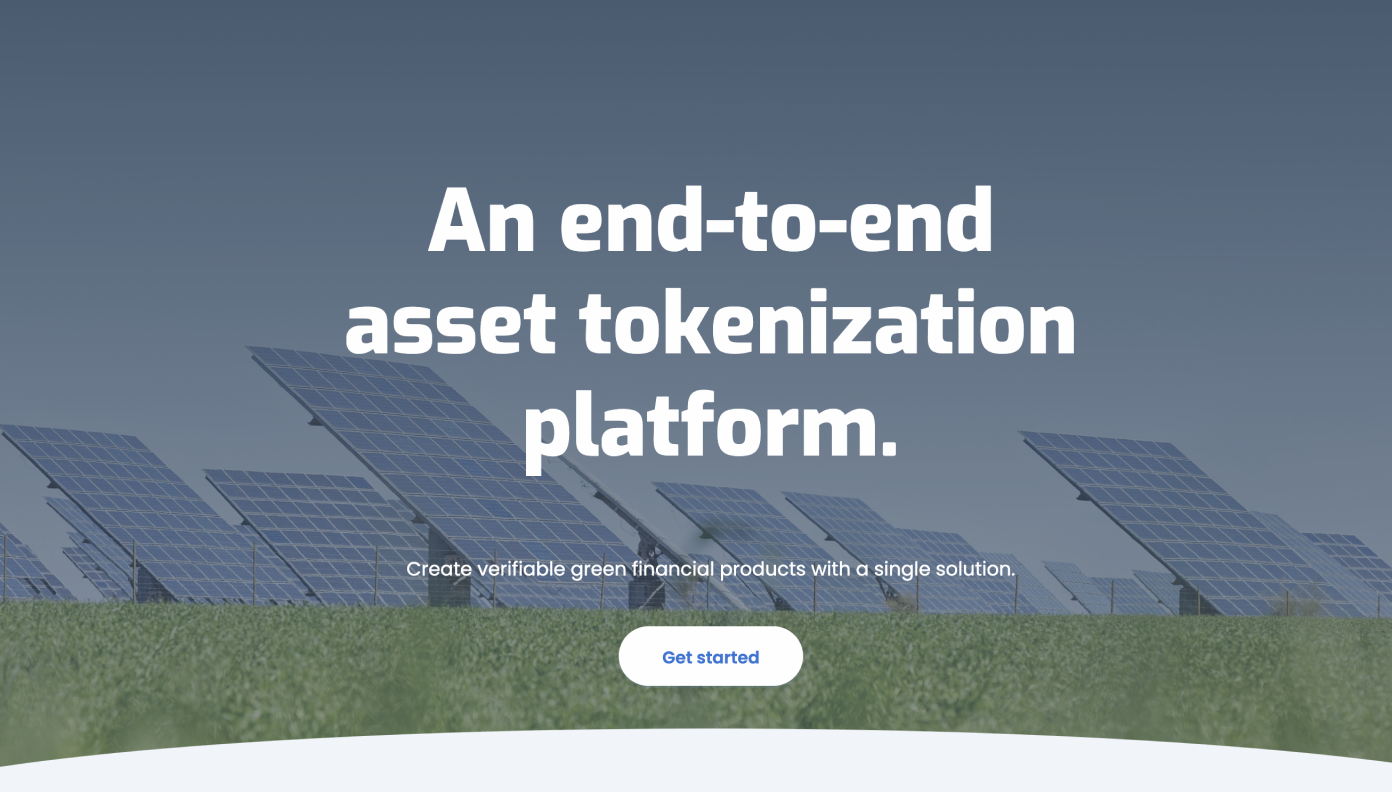 An end-to-end
asset tokenization
platform.
Create verifiable green financial products with a single solution.
Get started